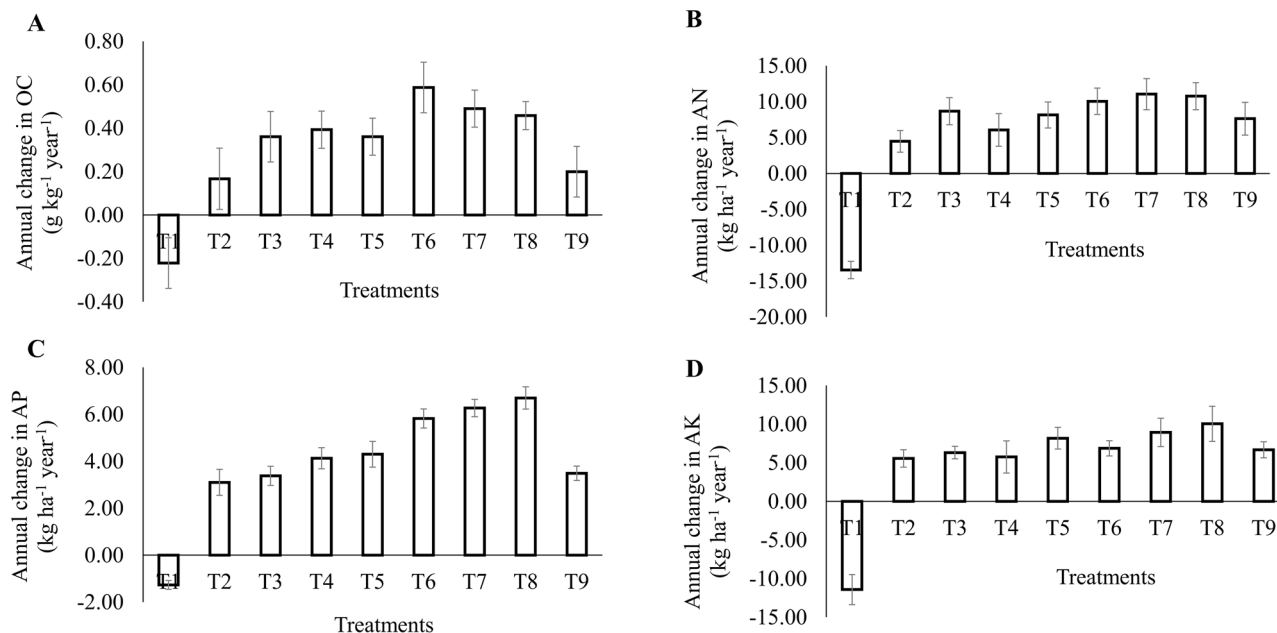 A
Annual change in OC
(g kg⁻¹ year⁻¹)
0.80
0.60
0.40
0.20
0.00
-0.20
-0.40
T1 T2 T3 T4 T5 T6 T7 T8 T9
Treatments
B
Annual change in AN
(kg ha⁻¹ year⁻¹)
15.00
10.00
5.00
0.00
-5.00
-10.00
-15.00
-20.00
T1 T2 T3 T4 T5 T6 T7 T8 T9
Treatments
C
Annual change in AP
(kg ha⁻¹ year⁻¹)
8.00
6.00
4.00
2.00
0.00
-2.00
T1 T2 T3 T4 T5 T6 T7 T8 T9
Treatments
D
Annual change in AK
(kg ha⁻¹ year⁻¹)
15.00
10.00
5.00
0.00
-5.00
-10.00
-15.00
T1 T2 T3 T4 T5 T6 T7 T8 T9
Treatments